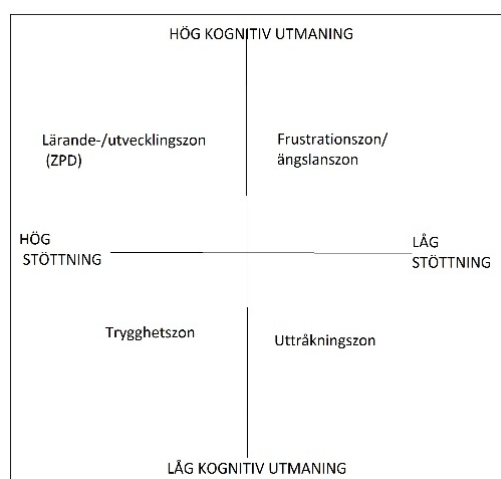 HÖG KOGNITIV UTMANING
Lärande-/utvecklingszon
(ZPD)
Frustrationszon/
ängslanszon
HÖG
STÖTTNING
LÅG
STÖTTNING
Trygghetszon
Uttråkningszon
LÅG KOGNITIV UTMANING